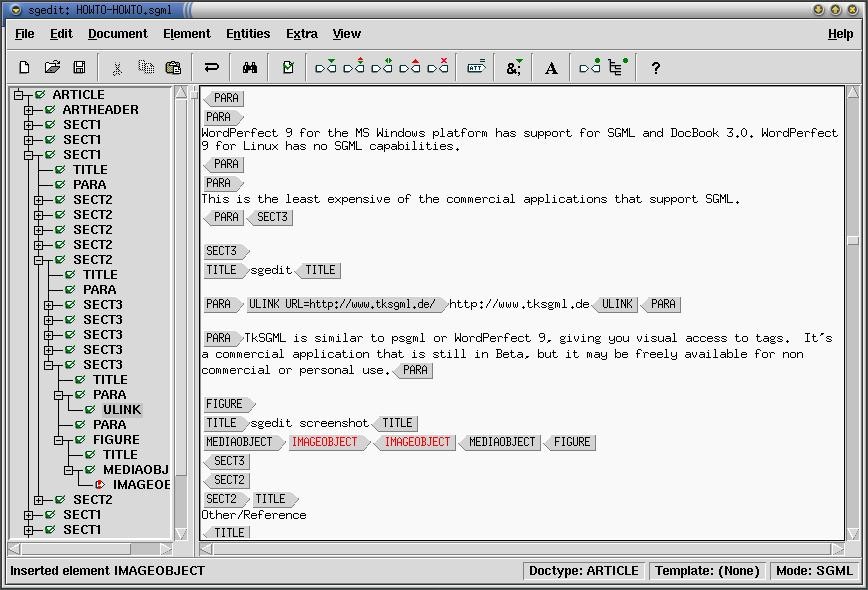 sgedit: HOWTO-HOWTO.sgml
File Edit Document Element Entities Extra View Help
ATT &; A ?
ARTICLE
ARTHEADER
SECT1
SECT1
SECT1
TITLE
PARA
SECT2
SECT2
SECT2
SECT2
SECT2
TITLE
PARA
SECT3
SECT3
SECT3
SECT3
SECT3
TITLE
PARA
ULINK
PARA
FIGURE
TITLE
MEDIAOBJ
IMAGEOE
SECT2
SECT1
SECT1
PARA
PARA
WordPerfect 9 for the MS Windows platform has support for SGML and DocBook 3.0. WordPerfect
9 for Linux has no SGML capabilities.
PARA
PARA
This is the least expensive of the commercial applications that support SGML.
PARA SECT3
SECT3
TITLE sgedit TITLE
PARA ULINK URL=http://www.tksgml.de/ http://www.tksgml.de ULINK PARA
PARA TkSGML is similar to psgml or WordPerfect 9, giving you visual access to tags. It's
a commercial application that is still in Beta, but it may be freely available for non
commercial or personal use. PARA
FIGURE
TITLE sgedit screenshot TITLE
MEDIAOBJECT IMAGEOBJECT IMAGEOBJECT MEDIAOBJECT FIGURE
SECT3
SECT2
SECT2 TITLE
Other/Reference
TITLE
Inserted element IMAGEOBJECT Doctype: ARTICLE Template: (None) Mode: SGML